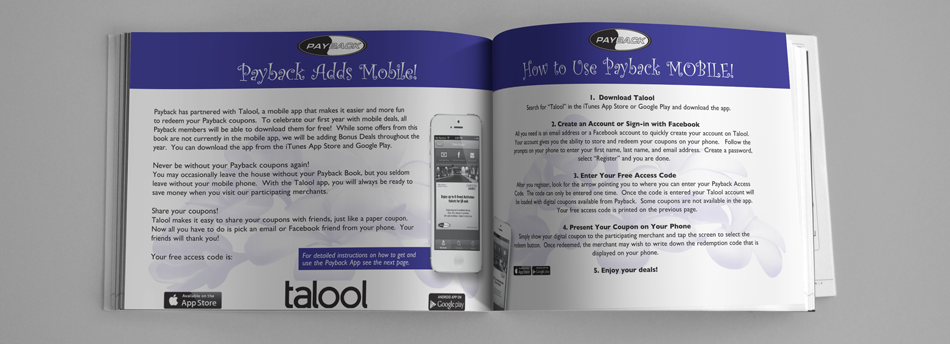 PAYBACK
Payback Adds Mobile!
Payback has partnered with Talool, a mobile app that makes it easier and more fun
to redeem your Payback coupons. To celebrate our first year with mobile deals, all
Payback members will be able to download them for free! While some offers from this
book are not currently in the mobile app, we will be adding Bonus Deals throughout the
year. You can download the app from the iTunes App Store and Google Play.
Never be without your Payback coupons again!
You may occasionally leave the house without your Payback Book, but you seldom
leave without your mobile phone. With the Talool app, you will always be ready to
save money when you visit our participating merchants.
Share your coupons!
Talool makes it easy to share your coupons with friends, just like a paper coupon.
Now all you have to do is pick an email or Facebook friend from your phone. Your
friends will thank you!
Your free access code is:
For detailed instructions on how to get and
use the Payback App see the next page.
Available on the
App Store
talool
ANDROID APP ON
Google play
PAYBACK
How to Use Payback MOBILE!
1. Download Talool
Search for "Talool" in the iTunes App Store or Google Play and download the app.
2. Create an Account or Sign-in with Facebook
All you need is an email address or a Facebook account to quickly create your account on Talool.
Your account gives you the ability to store and redeem your coupons on your phone. Follow the
prompts on your phone to enter your first name, last name, and email address. Create a password,
select "Register" and you are done.
3. Enter Your Free Access Code
After you register, look for the arrow pointing you to where you can enter your Payback Access
Code. The code can only be entered one time. Once the code is entered your Talool account will
be loaded with digital coupons available from Payback. Some coupons are not available in the app.
Your free access code is printed on the previous page.
4. Present Your Coupon on Your Phone
Simply show your digital coupon to the participating merchant and tap the screen to select the
button. Once redeemed, the merchant may wish to write down the redemption code that is
displayed on your phone.
5. Enjoy your deals!